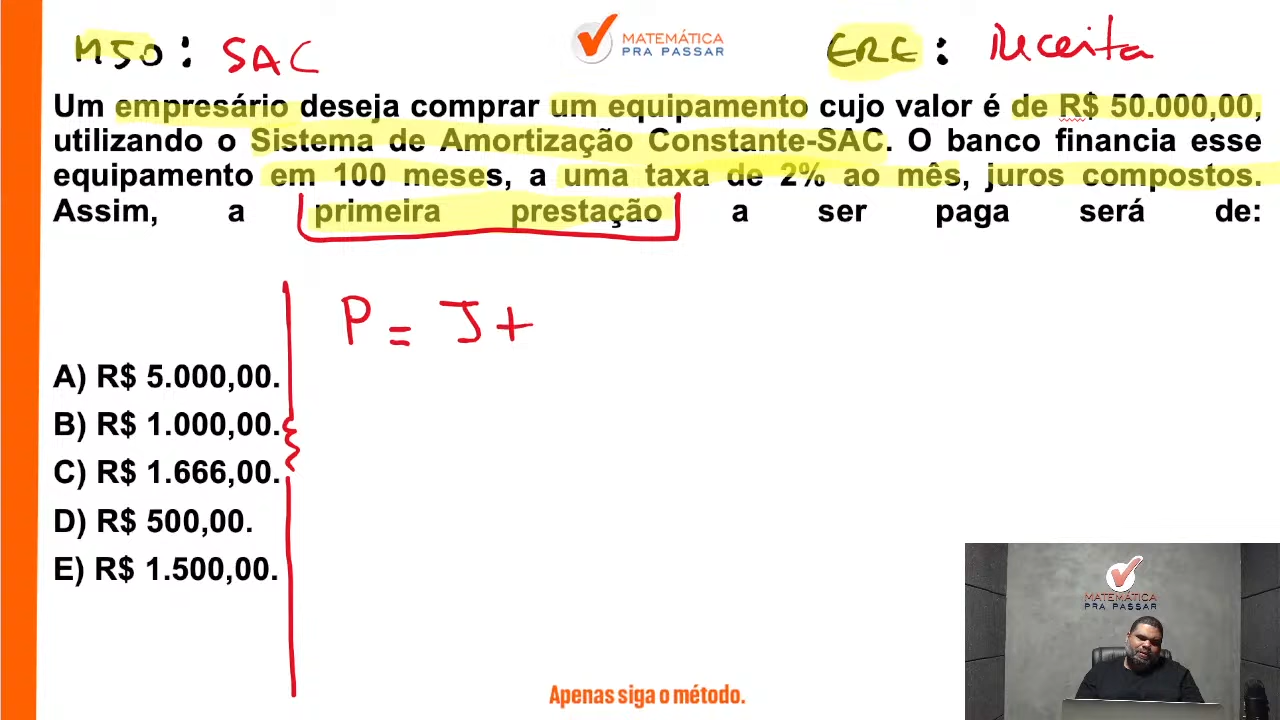 M50: SAC
MATEMÁTICA
PRA PASSAR
ERE: Receita
Um empresário deseja comprar um equipamento cujo valor é de R$ 50.000,00,
utilizando o Sistema de Amortização Constante-SAC. O banco financia esse
equipamento em 100 meses, a uma taxa de 2% ao mês, juros compostos.
Assim, a primeira prestação a ser paga será de:
P = J +
A) R$ 5.000,00.
B) R$ 1.000,00.
C) R$ 1.666,00.
D) R$ 500,00.
E) R$ 1.500,00.
MATEMÁTICA
PRA PASSAR
Apenas siga o método.